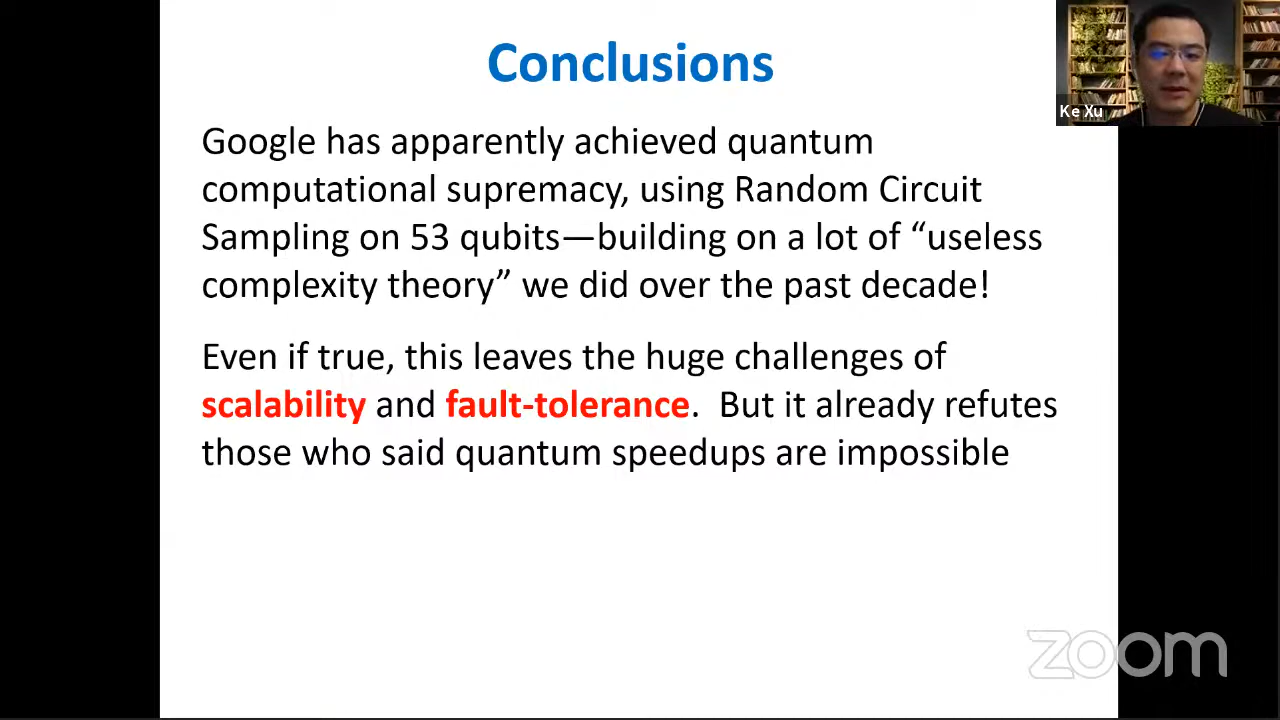 Conclusions
Ke Xu
Google has apparently achieved quantum
computational supremacy, using Random Circuit
Sampling on 53 qubits—building on a lot of “useless
complexity theory” we did over the past decade!
Even if true, this leaves the huge challenges of
scalability and fault-tolerance.  But it already refutes
those who said quantum speedups are impossible
zoom